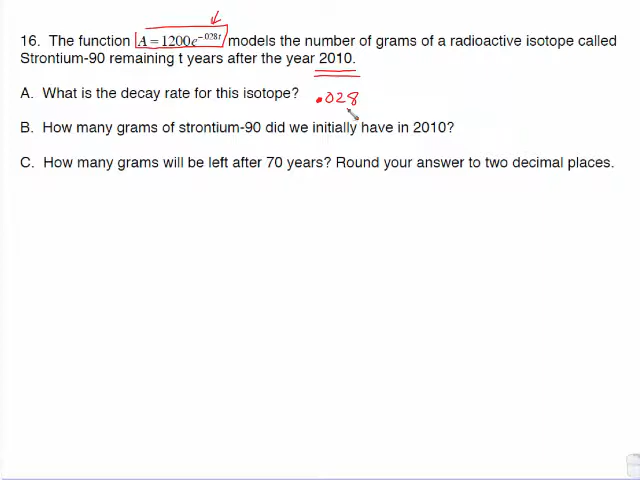 16. The function A = 1200e^-.028t models the number of grams of a radioactive isotope called
Strontium-90 remaining t years after the year 2010.
A. What is the decay rate for this isotope? .028
B. How many grams of strontium-90 did we initially have in 2010?
C. How many grams will be left after 70 years? Round your answer to two decimal places.